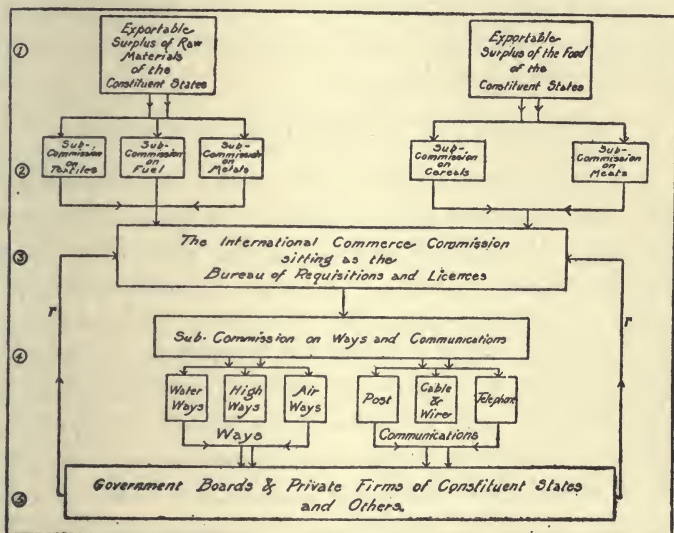 ①
Exportable
Surplus of Raw
Materials
of the
Constituent States
Exportable
Surplus of the Food
of the
Constituent States
②
Sub-
Commission
on
Textiles
Sub-
Commission
on
Fuel
Sub-
Commission
on
Metals
Sub-
Commission
on
Cereals
Sub-
Commission
on
Meats
③
The International Commerce Commission
sitting as the
Bureau of Requisitions and Licences
r
r
④
Sub-Commission on Ways and Communications
Water
Ways
High
Ways
Air
Ways
Post
Cable
&
Wire
Telephone
Ways
Communications
⑤
Government Boards & Private Firms of Constituent States
and Others.